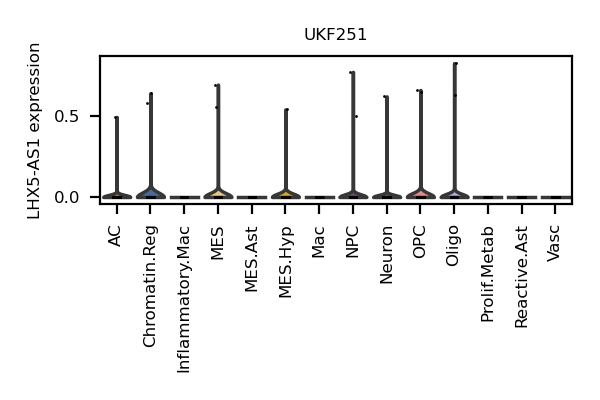 UKF251
LHX5-AS1 expression
0.5
0.0
AC
Chromatin.Reg
Inflammatory.Mac
MES
MES.Ast
MES.Hyp
Mac
NPC
Neuron
OPC
Oligo
Prolif.Metab
Reactive.Ast
Vasc